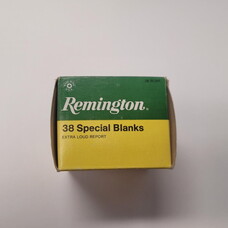 Remington.
38 Special Blanks
EXTRA LOUD REPORT